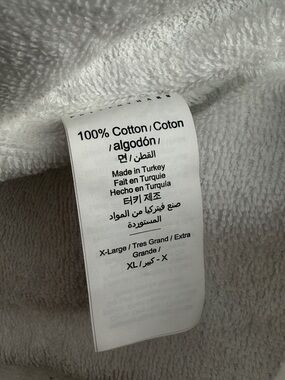 100% Cotton / Coton
/ algodón /
면 / القطن /
Made in Turkey
Fait en Turquie
Hecho en Turquía
터키 제조
صنع فيتركيا من المواد
المستوردة
X-Large / Tres Grand / Extra
Grande /
XL / كبير - X